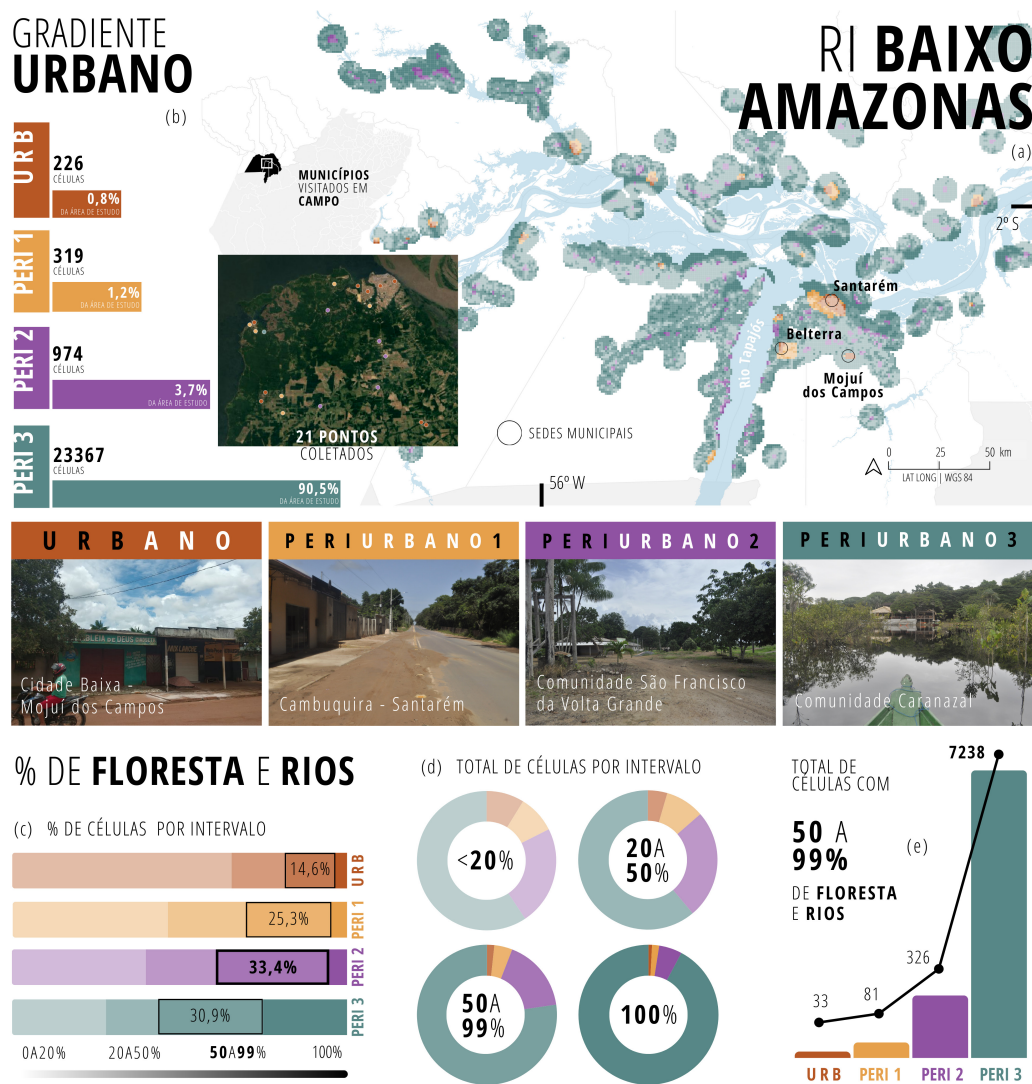 GRADIENTE
URBANO
(b)
RI BAIXO
AMAZONAS
(a)
2º S
MUNICÍPIOS
VISITADOS EM
CAMPO
URB
226
CÉLULAS
0,8%
DA ÁREA DE ESTUDO
PERI 1
319
CÉLULAS
1,2%
DA ÁREA DE ESTUDO
PERI 2
974
CÉLULAS
3,7%
DA ÁREA DE ESTUDO
PERI 3
23367
CÉLULAS
90,5%
DA ÁREA DE ESTUDO
21 PONTOS
COLETADOS
Santarém
Belterra
Mojuí
dos Campos
Rio Tapajós
SEDES MUNICIPAIS
56º W
0 25 50 km
LAT LONG | WGS 84
URBANO
PERIURBANO1
PERIURBANO2
PERIURBANO3
Cidade Baixa -
Mojuí dos Campos
Cambuquira - Santarém
Comunidade São Francisco
da Volta Grande
Comunidade Caranazal
% DE FLORESTA E RIOS
(c) % DE CÉLULAS POR INTERVALO
14,6%
URB
25,3%
PERI 1
33,4%
PERI 2
30,9%
PERI 3
0A20% 20A50% 50A99% 100%
(d) TOTAL DE CÉLULAS POR INTERVALO
<20%
20A
50%
50A
99%
100%
TOTAL DE
CÉLULAS COM
50 A
99%
(e)
DE FLORESTA
E RIOS
33
81
326
7238
URB PERI 1 PERI 2 PERI 3